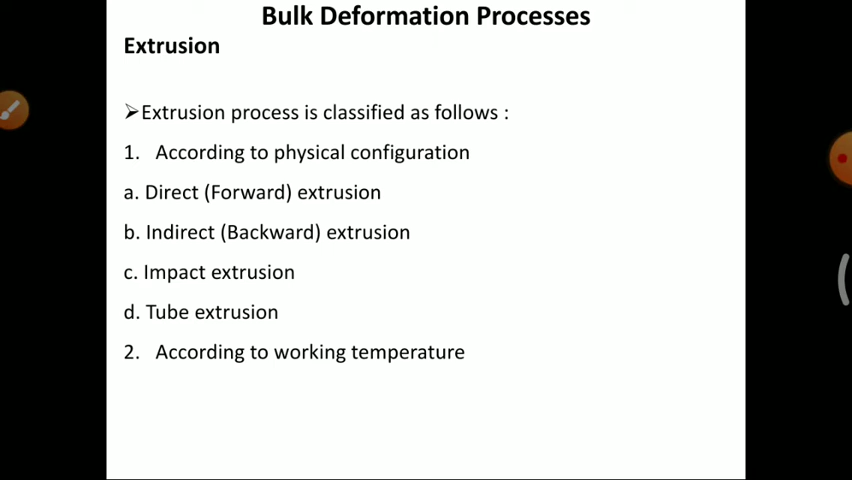 Bulk Deformation Processes
Extrusion
➢Extrusion process is classified as follows :
1. According to physical configuration
a. Direct (Forward) extrusion
b. Indirect (Backward) extrusion
c. Impact extrusion
d. Tube extrusion
2. According to working temperature